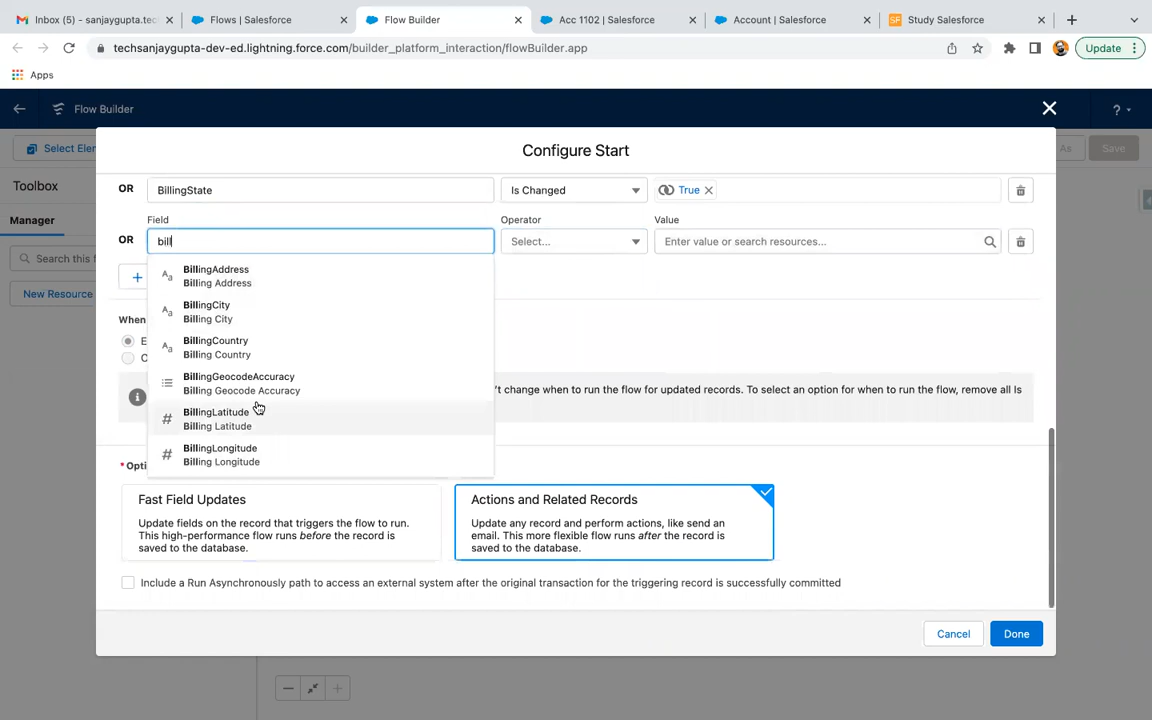 Inbox (5) - sanjaygupta.tec
Flows | Salesforce
Flow Builder
Acc 1102 | Salesforce
Account | Salesforce
Study Salesforce
techsanjaygupta-dev-ed.lightning.force.com/builder_platform_interaction/flowBuilder.app
Update
Apps
Flow Builder
?
Select Elem
Configure Start
As
Save
Toolbox
OR
BillingState
Is Changed
True
Manager
Field
Operator
Value
OR
bill
Select...
Enter value or search resources...
Search this f
New Resource
BillingAddress
Billing Address
BillingCity
Billing City
When
BillingCountry
Billing Country
E
C
BillingGeocodeAccuracy
Billing Geocode Accuracy
't change when to run the flow for updated records. To select an option for when to run the flow, remove all Is
BillingLatitude
Billing Latitude
BillingLongitude
Billing Longitude
* Opti
Fast Field Updates
Update fields on the record that triggers the flow to run.
This high-performance flow runs before the record is
saved to the database.
Actions and Related Records
Update any record and perform actions, like send an
email. This more flexible flow runs after the record is
saved to the database.
Include a Run Asynchronously path to access an external system after the original transaction for the triggering record is successfully committed
Cancel
Done